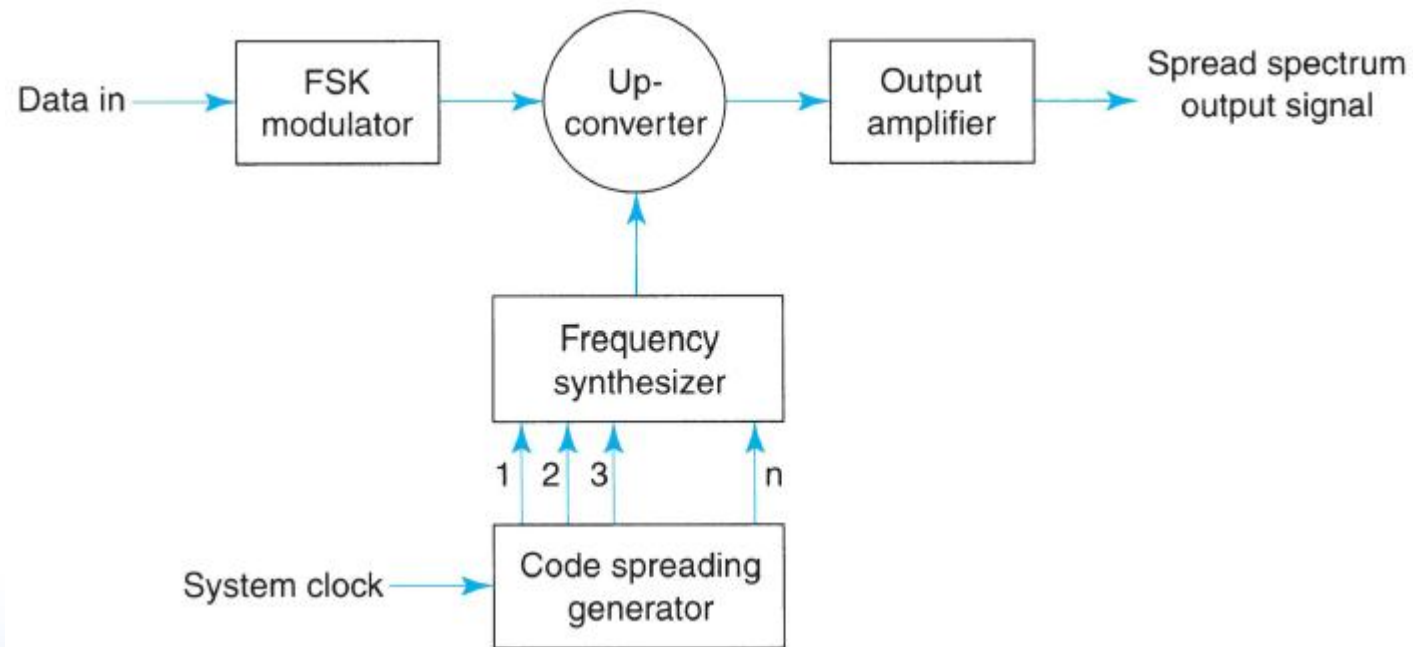 Data in
FSK
modulator
Up-
converter
Output
amplifier
Spread spectrum
output signal
Frequency
synthesizer
1 2 3 n
System clock
Code spreading
generator